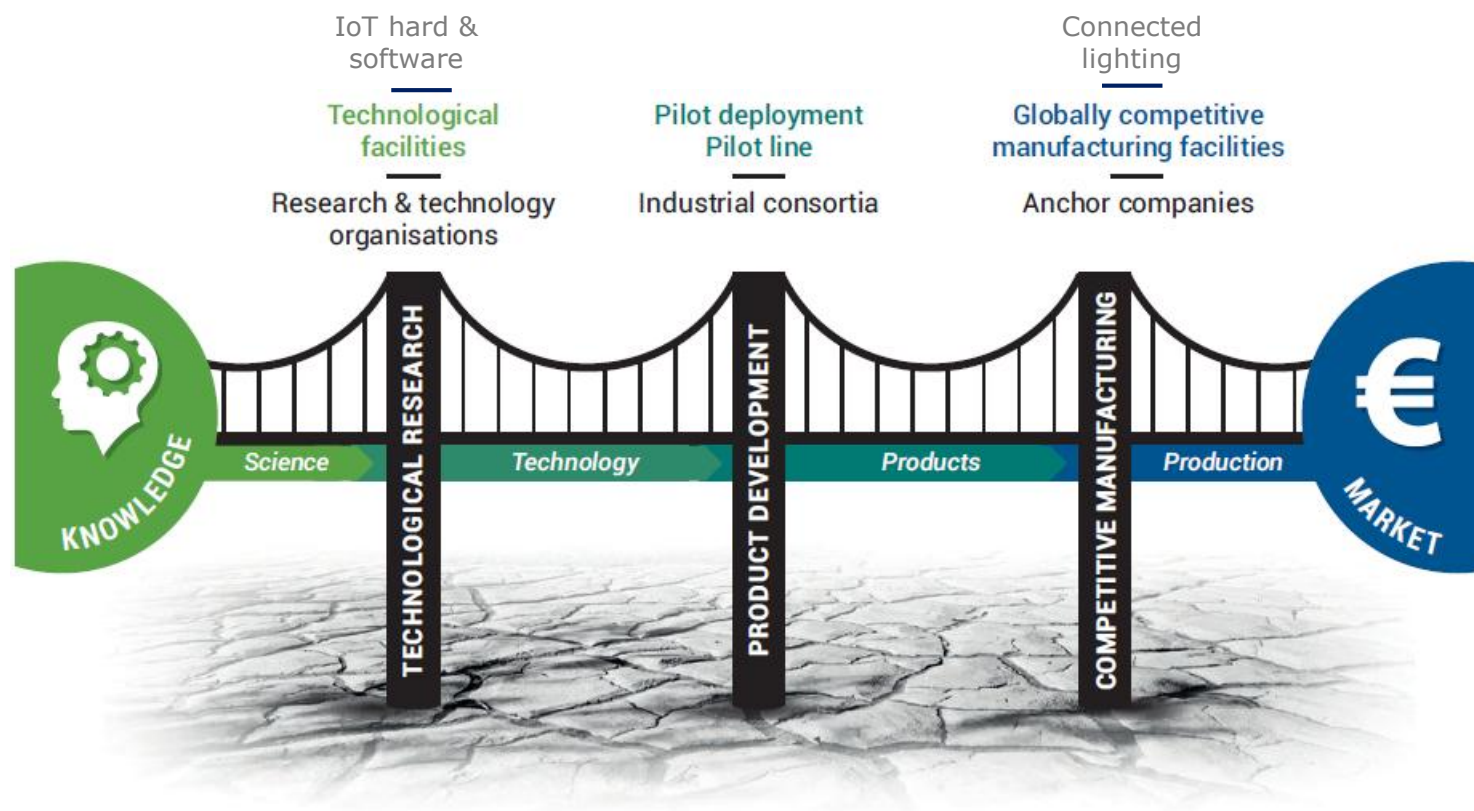 IoT hard &
software
Connected
lighting
Technological
facilities
Pilot deployment
Pilot line
Globally competitive
manufacturing facilities
Research & technology
organisations
Industrial consortia
Anchor companies
KNOWLEDGE
Science
TECHNOLOGICAL RESEARCH
Technology
PRODUCT DEVELOPMENT
Products
COMPETITIVE MANUFACTURING
Production
€
MARKET